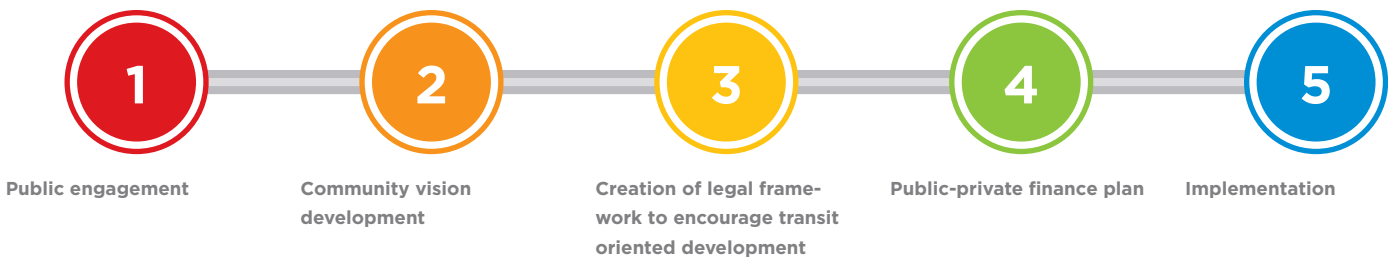 1
2
3
4
5
Public engagement
Community vision
development
Creation of legal frame-
work to encourage transit
oriented development
Public-private finance plan
Implementation